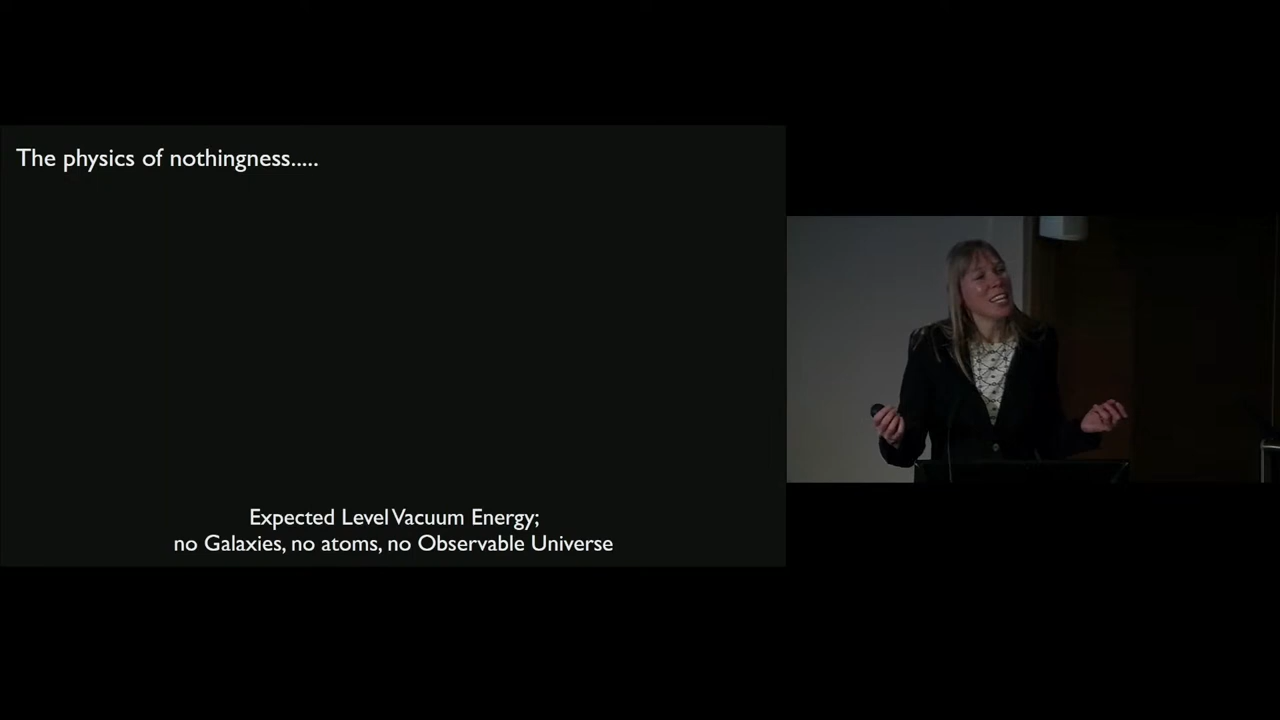 The physics of nothingness.....
Expected Level Vacuum Energy;
no Galaxies, no atoms, no Observable Universe